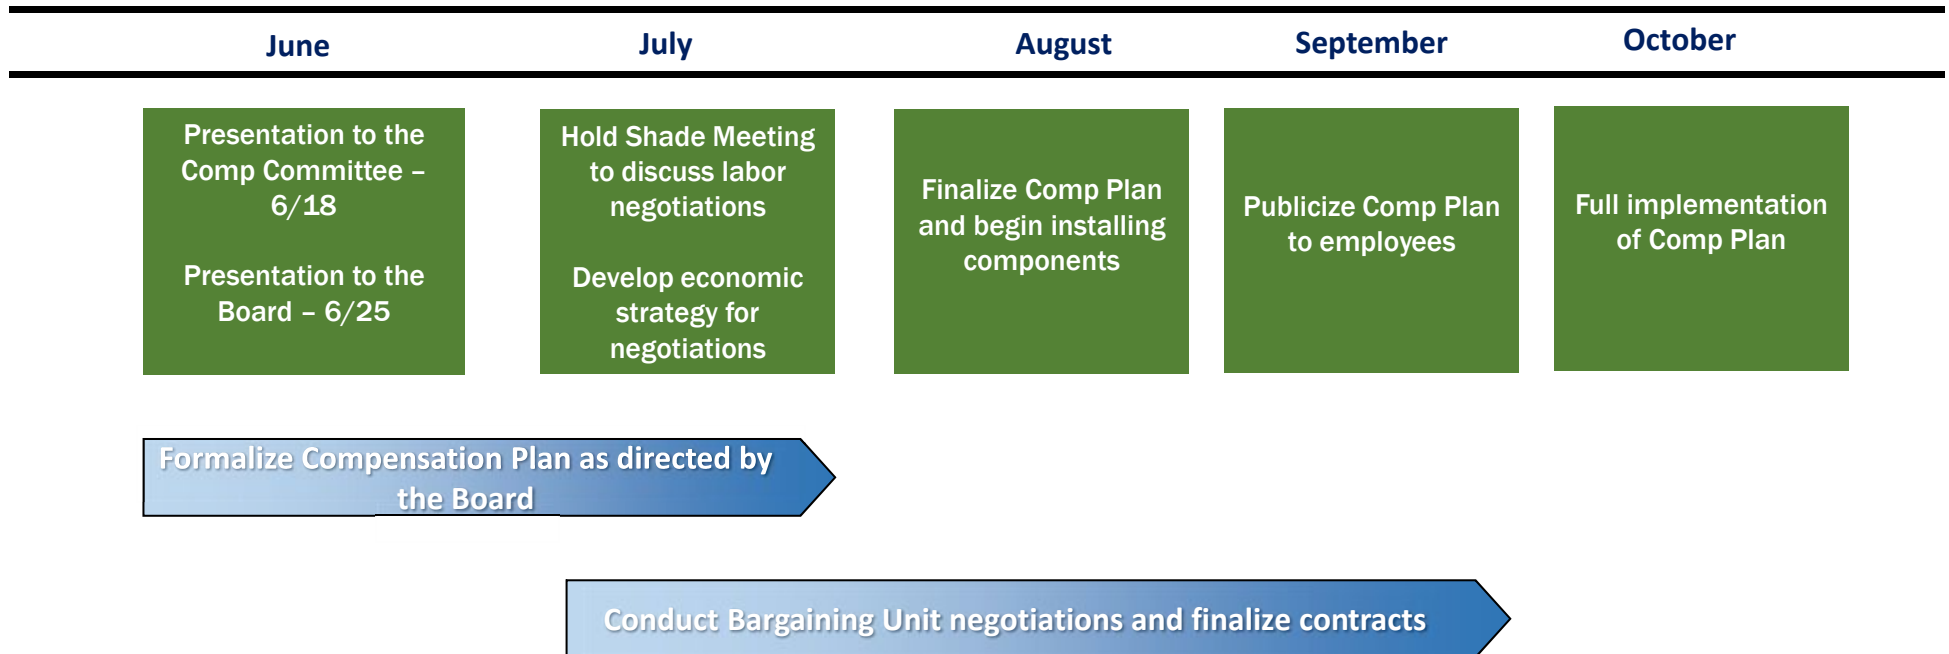 June
July
August
September
October
Presentation to the
Comp Committee –
6/18
Presentation to the
Board – 6/25
Hold Shade Meeting
to discuss labor
negotiations
Develop economic
strategy for
negotiations
Finalize Comp Plan
and begin installing
components
Publicize Comp Plan
to employees
Full implementation
of Comp Plan
Formalize Compensation Plan as directed by
the Board
Conduct Bargaining Unit negotiations and finalize contracts